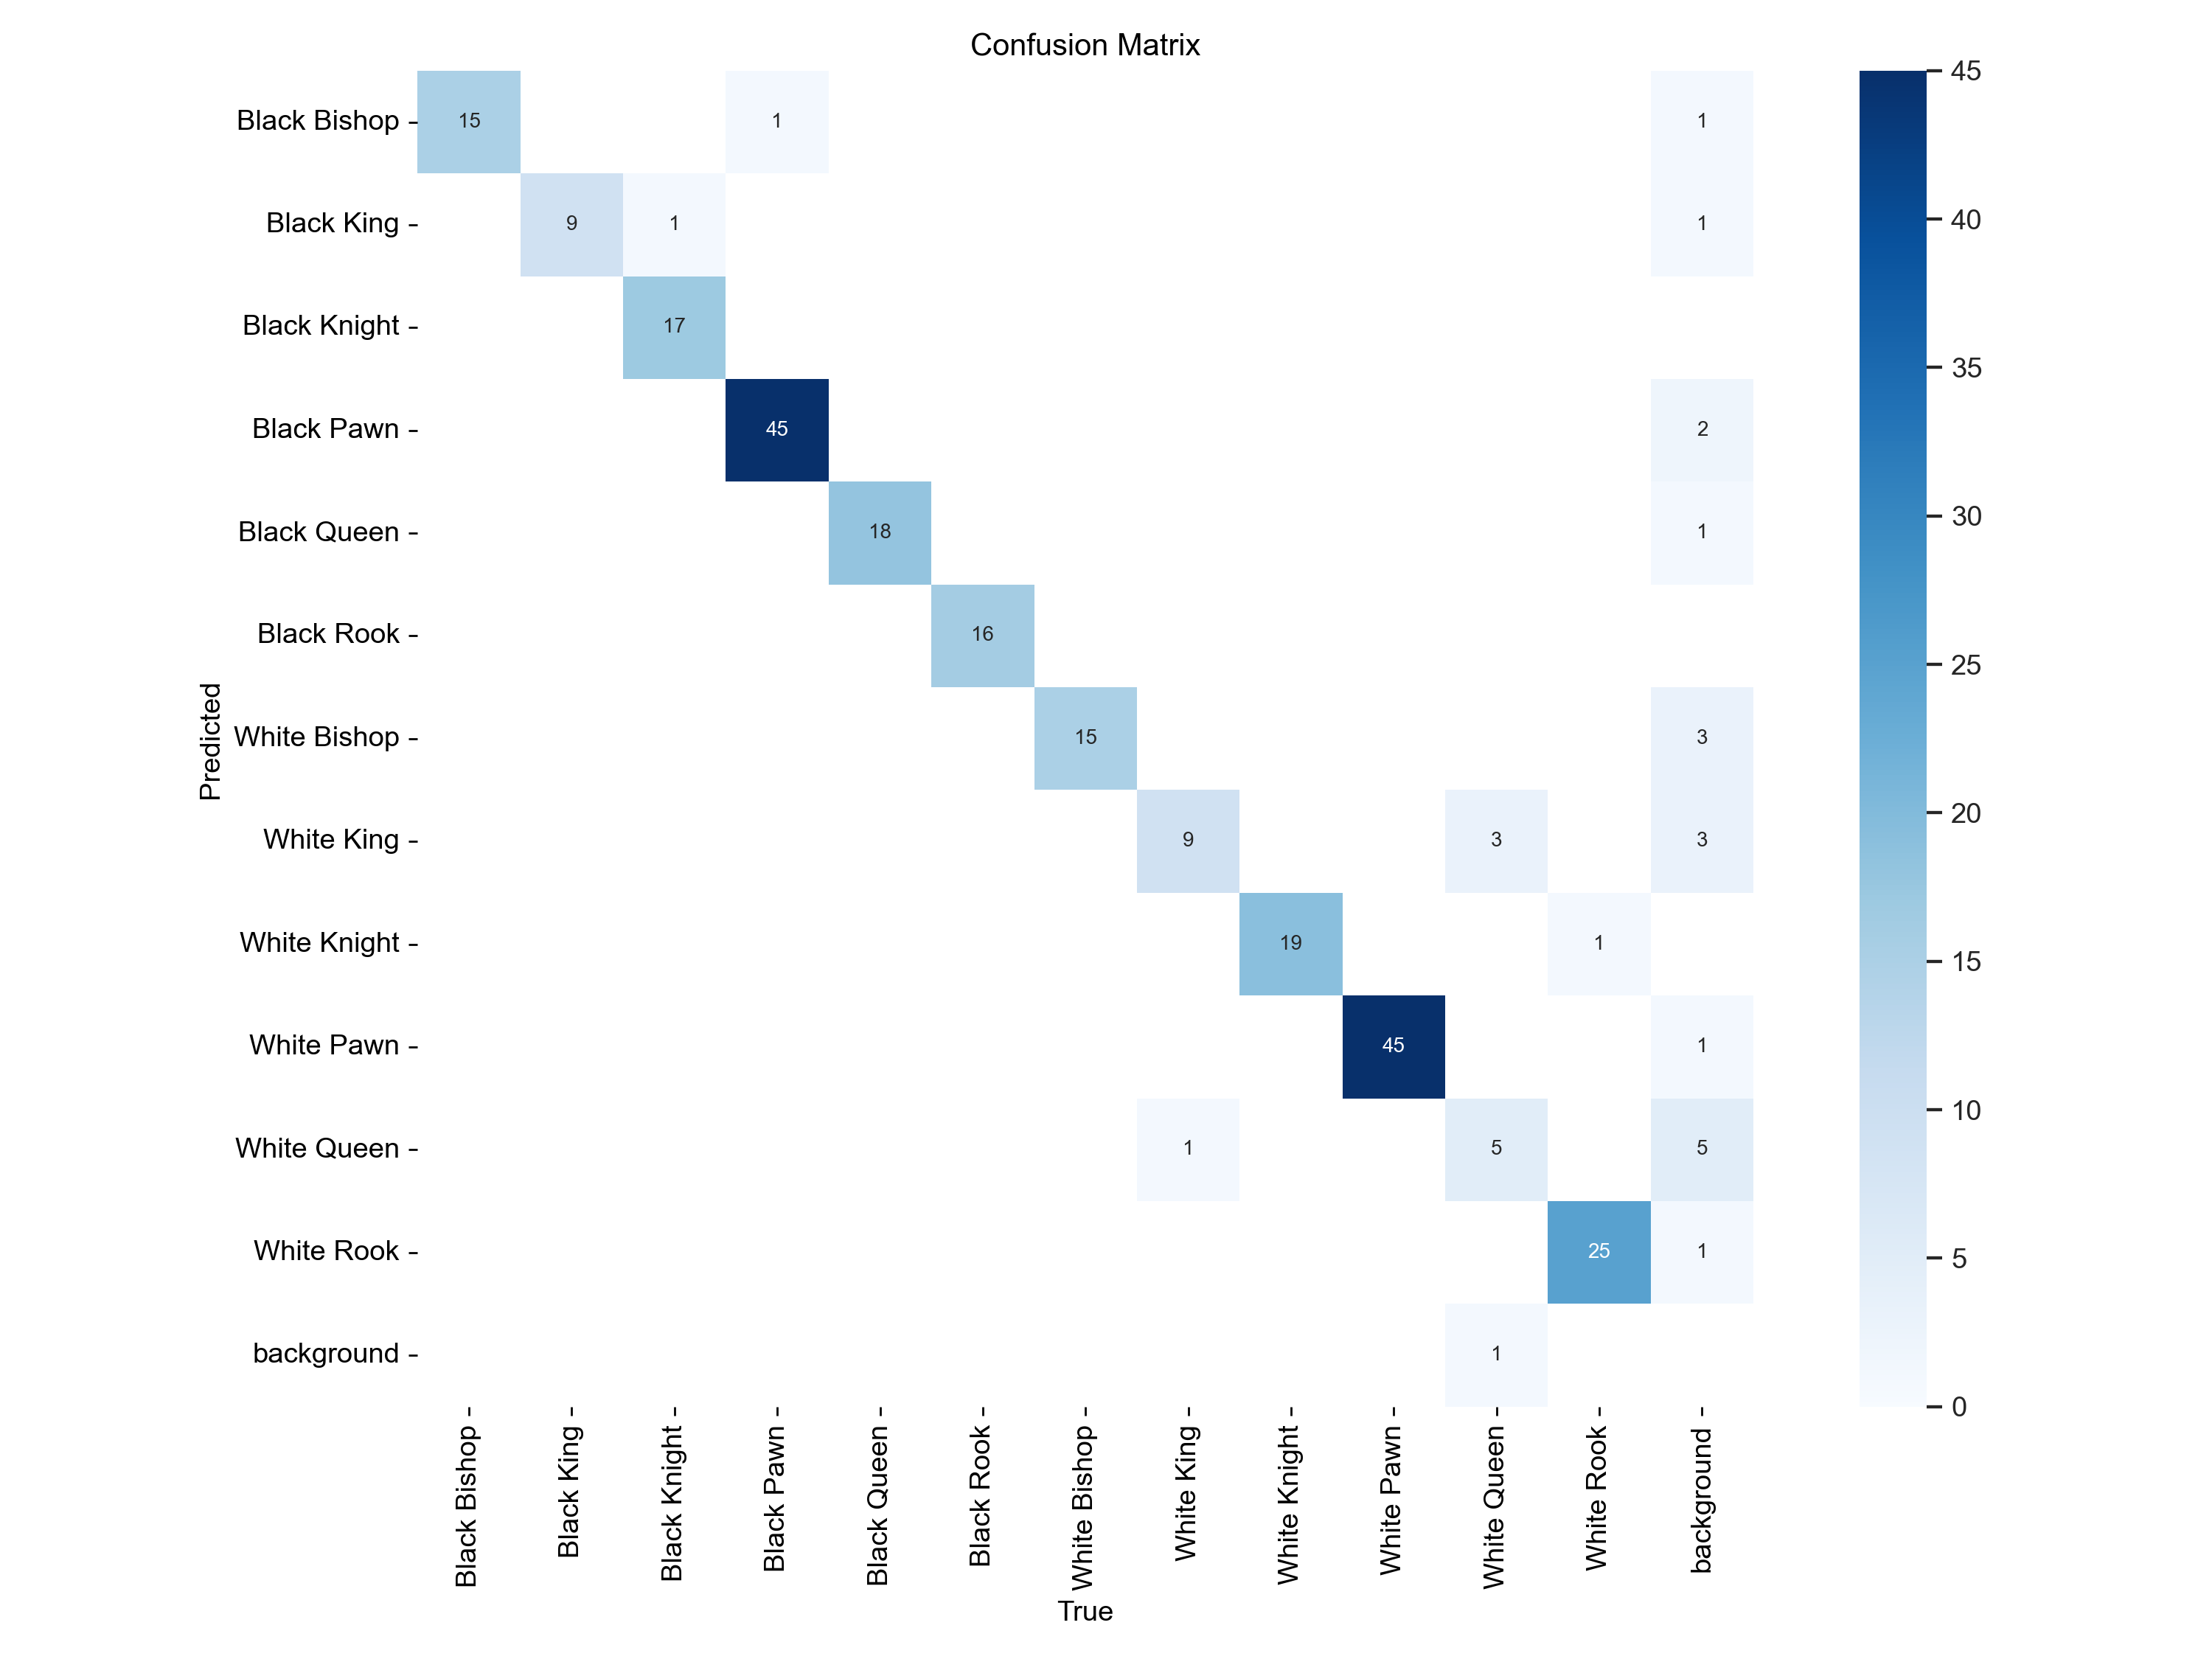 Confusion Matrix
Black Bishop 15 1 1
Black King 9 1 1
Black Knight 17
Black Pawn 45 2
Black Queen 18 1
Black Rook 16
White Bishop 15 3
White King 9 3 3
White Knight 19 1
White Pawn 45 1
White Queen 1 5 5
White Rook 25 1
background 1
Predicted
Black Bishop
Black King
Black Knight
Black Pawn
Black Queen
Black Rook
White Bishop
White King
White Knight
White Pawn
White Queen
White Rook
background
True
45
40
35
30
25
20
15
10
5
0